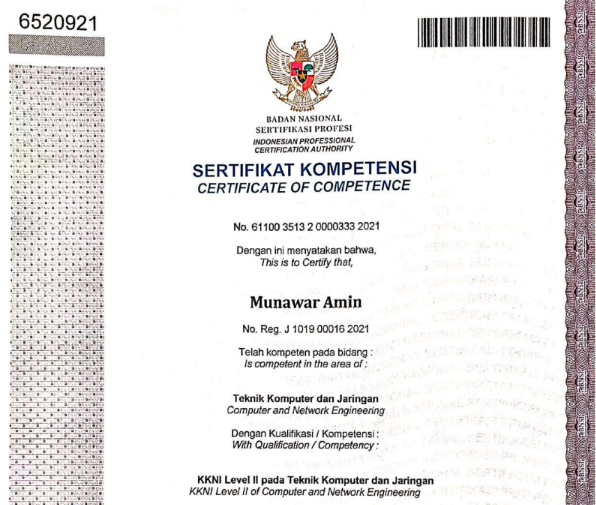 6520921
BADAN NASIONAL
SERTIFIKASI PROFESI
INDONESIAN PROFESSIONAL
CERTIFICATION AUTHORITY
SERTIFIKAT KOMPETENSI
CERTIFICATE OF COMPETENCE
No. 61100 3513 2 0000333 2021
Dengan ini menyatakan bahwa,
This is to Certify that,
Munawar Amin
No. Reg. J 1019 00016 2021
Telah kompeten pada bidang :
Is competent in the area of :
Teknik Komputer dan Jaringan
Computer and Network Engineering
Dengan Kualifikasi / Kompetensi :
With Qualification / Competency :
KKNI Level II pada Teknik Komputer dan Jaringan
KKNI Level II of Computer and Network Engineering